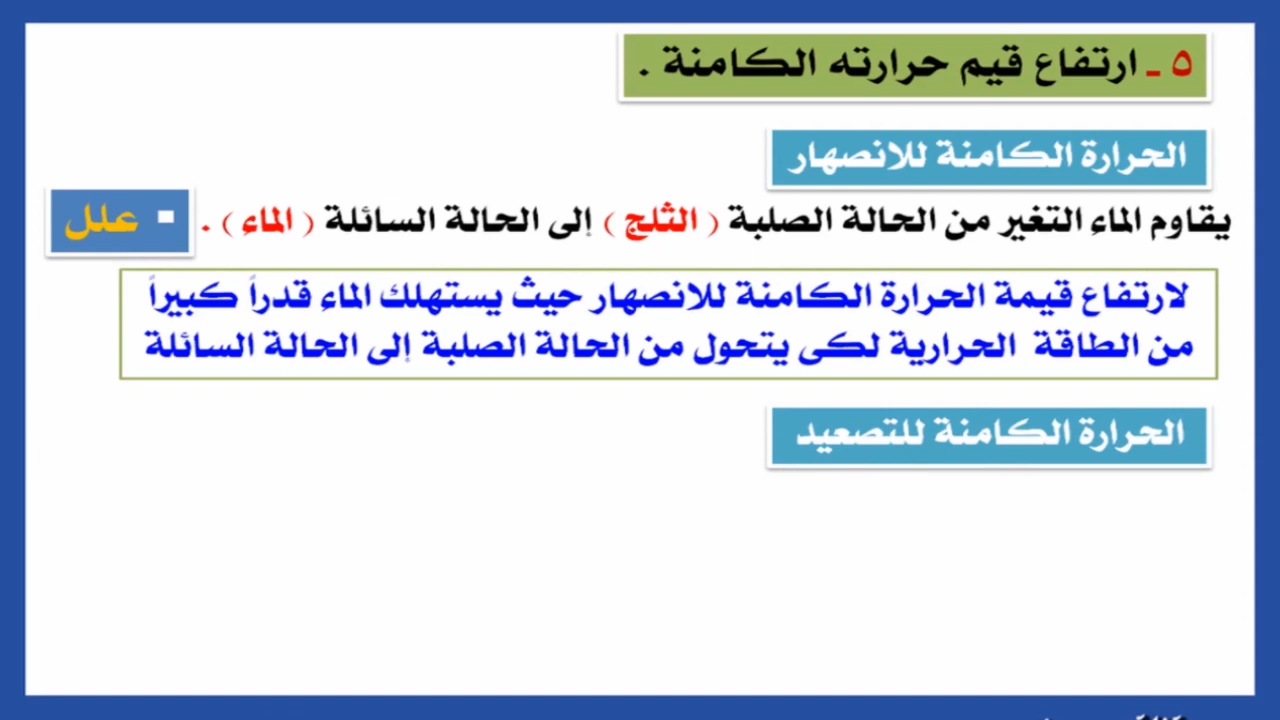 ٥ ـ ارتفاع قيم حرارته الكامنة .
الحرارة الكامنة للانصهار
يقاوم الماء التغير من الحالة الصلبة ( الثلج ) إلى الحالة السائلة ( الماء ) .
▪ علل
لارتفاع قيمة الحرارة الكامنة للانصهار حيث يستهلك الماء قدراً كبيراً
من الطاقة الحرارية لكى يتحول من الحالة الصلبة إلى الحالة السائلة
الحرارة الكامنة للتصعيد